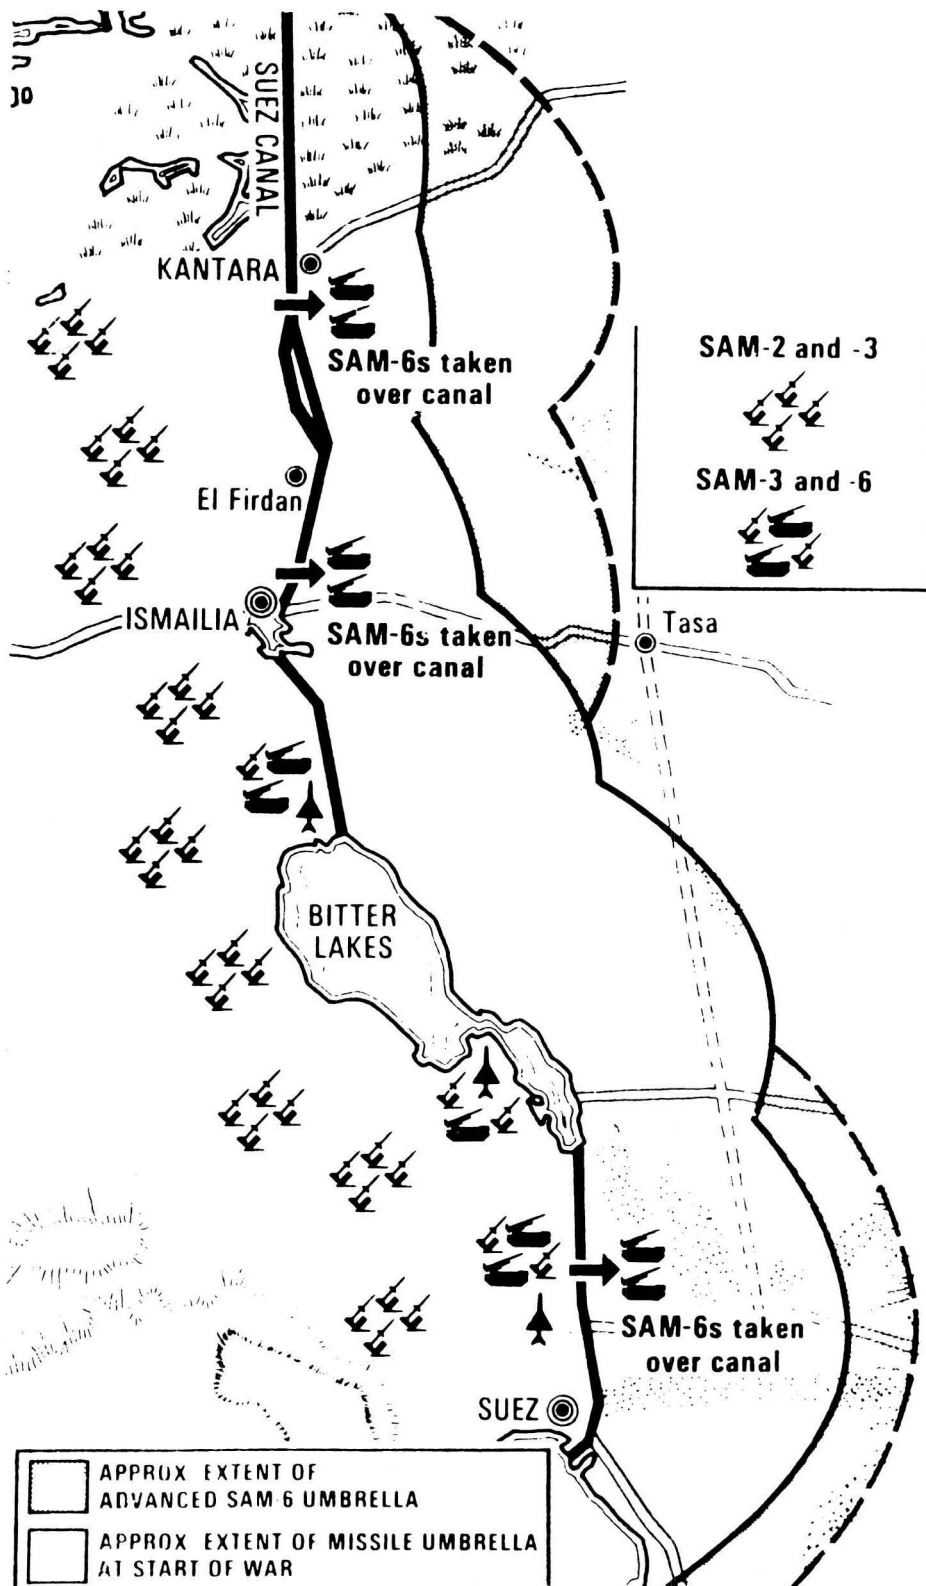 SUEZ CANAL
KANTARA
SAM-6s taken
over canal
SAM-2 and -3
SAM-3 and -6
El Firdan
ISMAILIA
SAM-6s taken
over canal
Tasa
BITTER
LAKES
SAM-6s taken
over canal
SUEZ
APPROX EXTENT OF
ADVANCED SAM-6 UMBRELLA
APPROX EXTENT OF MISSILE UMBRELLA
AT START OF WAR